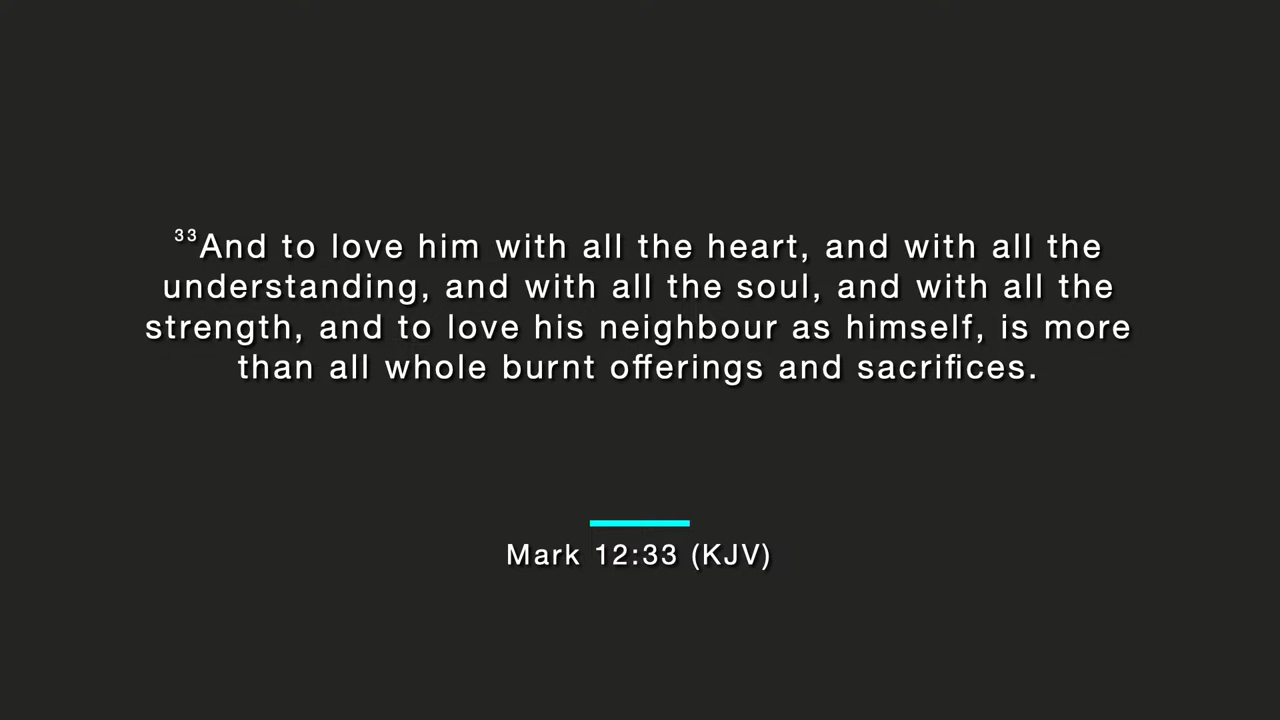 ³³And to love him with all the heart, and with all the
understanding, and with all the soul, and with all the
strength, and to love his neighbour as himself, is more
than all whole burnt offerings and sacrifices.
Mark 12:33 (KJV)